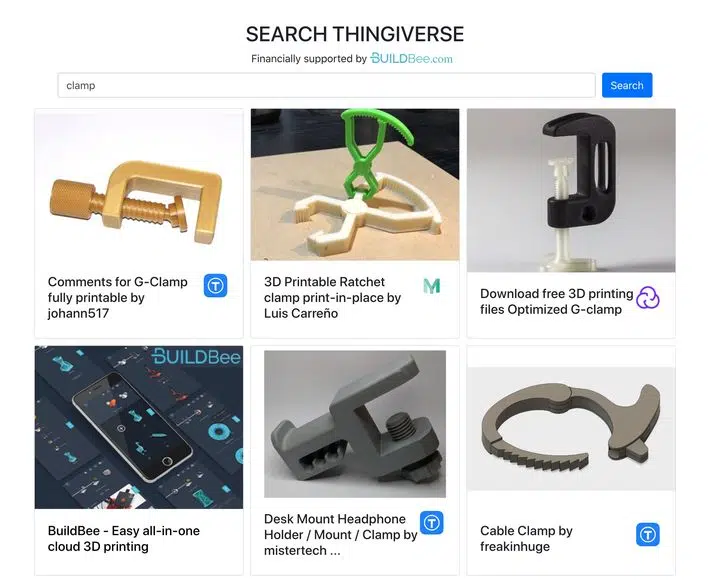 SEARCH THINGIVERSE
Financially supported by BUILDBee.com
clamp
Search
Comments for G-Clamp
fully printable by
johann517
3D Printable Ratchet
clamp print-in-place by
Luis Carreño
Download free 3D printing
files Optimized G-clamp
BUILDBee
BuildBee - Easy all-in-one
cloud 3D printing
Desk Mount Headphone
Holder / Mount / Clamp by
mistertech ...
Cable Clamp by
freakinhuge